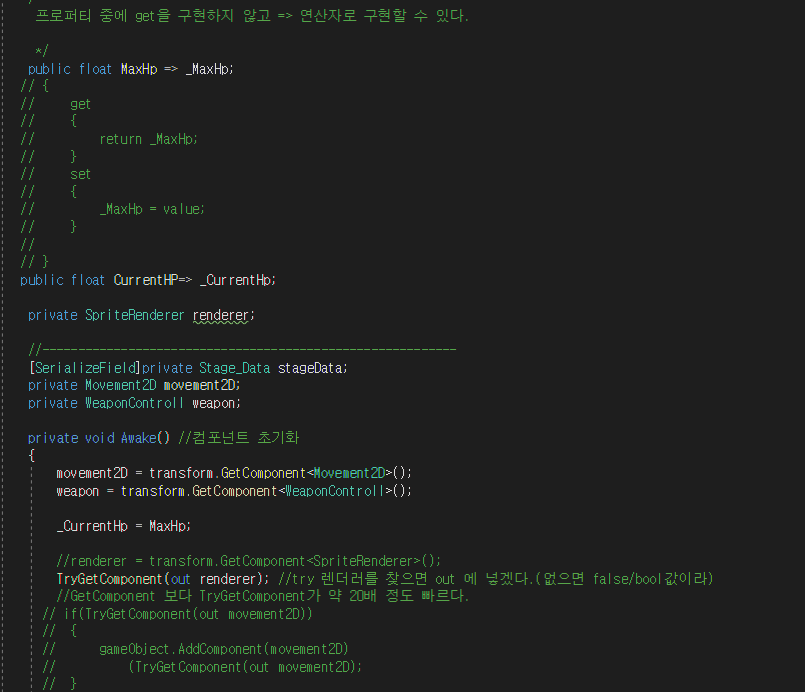 프로퍼티 중에 get을 구현하지 않고 => 연산자로 구현할 수 있다.
*/
public float MaxHp => _MaxHp;
// {
//     get
//     {
//         return _MaxHp;
//     }
//     set
//     {
//         _MaxHp = value;
//     }
//
// }
public float CurrentHP=> _CurrentHp;
private SpriteRenderer renderer;
//----------------------------------------------------------
[SerializeField]private Stage_Data stageData;
private Movement2D movement2D;
private WeaponControll weapon;
private void Awake() //컴포넌트 초기화
{
movement2D = transform.GetComponent<Movement2D>();
weapon = transform.GetComponent<WeaponControll>();
_CurrentHp = MaxHp;
//renderer = transform.GetComponent<SpriteRenderer>();
TryGetComponent(out renderer); //try 렌더러를 찾으면 out 에 넣겠다.(없으면 false/bool값이라)
//GetComponent 보다 TryGetComponent가 약 20배 정도 빠르다.
// if(TryGetComponent(out movement2D))
// {
//     gameObject.AddComponent(movement2D)
//         (TryGetComponent(out movement2D);
// }